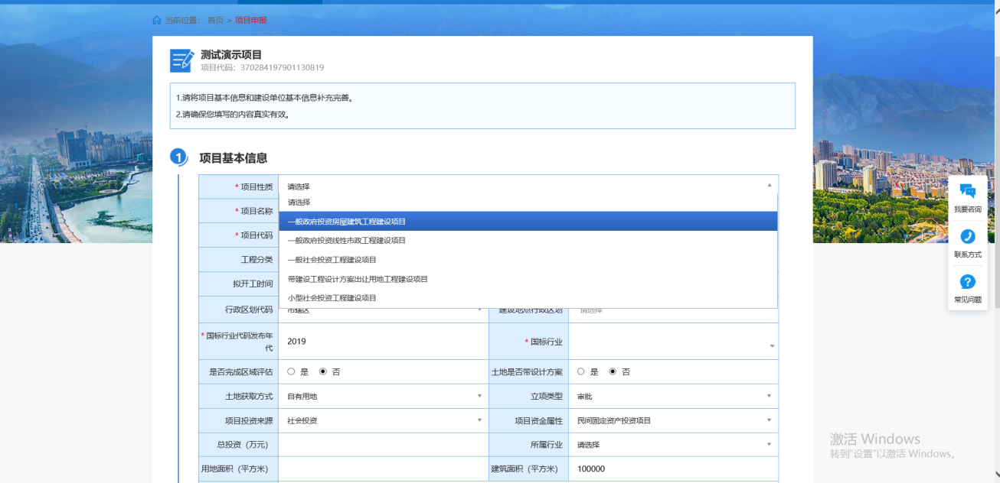 当前位置： 首页 > 项目申报
测试演示项目
项目代码：370284197901130819
1.请将项目基本信息和建设单位基本信息补充完善。
2.请确保您填写的内容真实有效。
1 项目基本信息
* 项目性质 请选择
请选择
* 项目名称
一般政府投资房屋建筑工程建设项目
* 项目代码
一般政府投资线性市政工程建设项目
工程分类 一般社会投资工程建设项目
拟开工时间 带建设工程设计方案出让用地工程建设项目
小型社会投资工程建设项目
行政区划代码 市辖区 建设地点行政区划 请选择
* 国标行业代码发布年
代 2019 * 国标行业
是否完成区域评估 是 否 土地是否带设计方案 是 否
土地获取方式 自有用地 立项类型 审批
项目投资来源 社会投资 项目资金属性 民间固定资产投资项目
总投资（万元） 所属行业 请选择
用地面积（平方米） 建筑面积（平方米） 100000
我要咨询
联系方式
?
常见问题
激活 Windows
转到"设置"以激活 Windows。